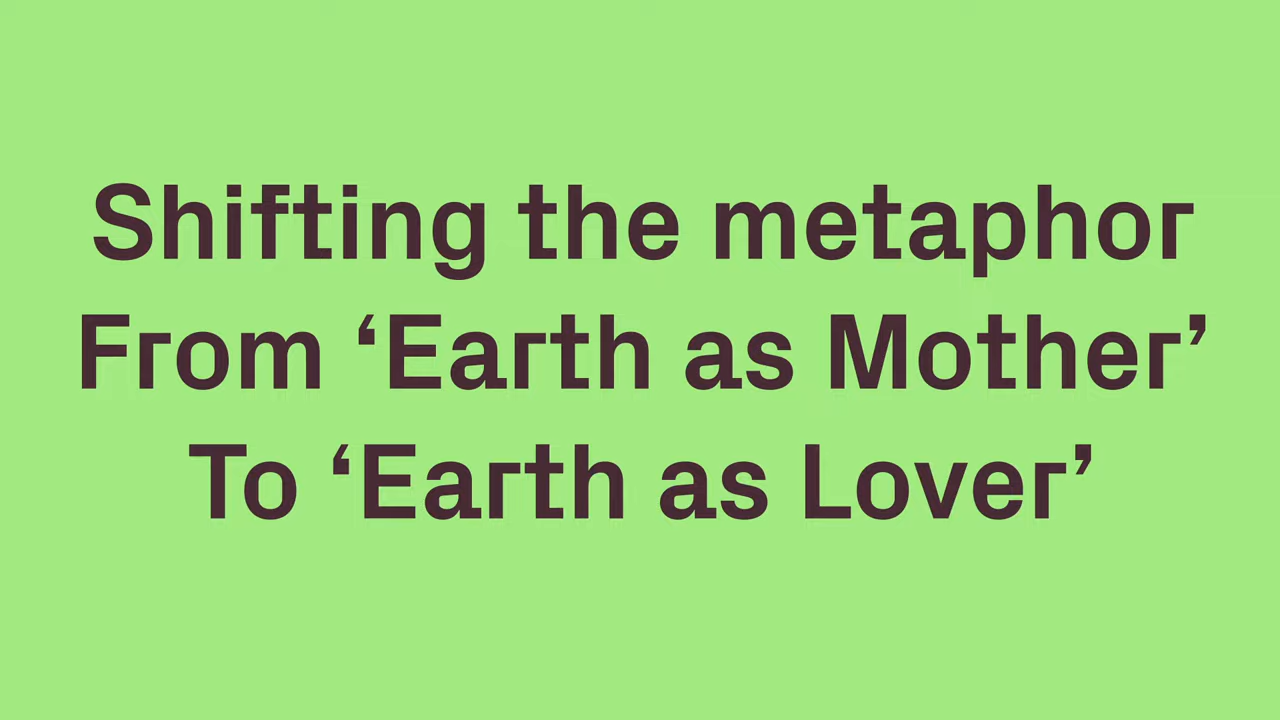 Shifting the metaphor
From ‘Earth as Mother’
To ‘Earth as Lover’